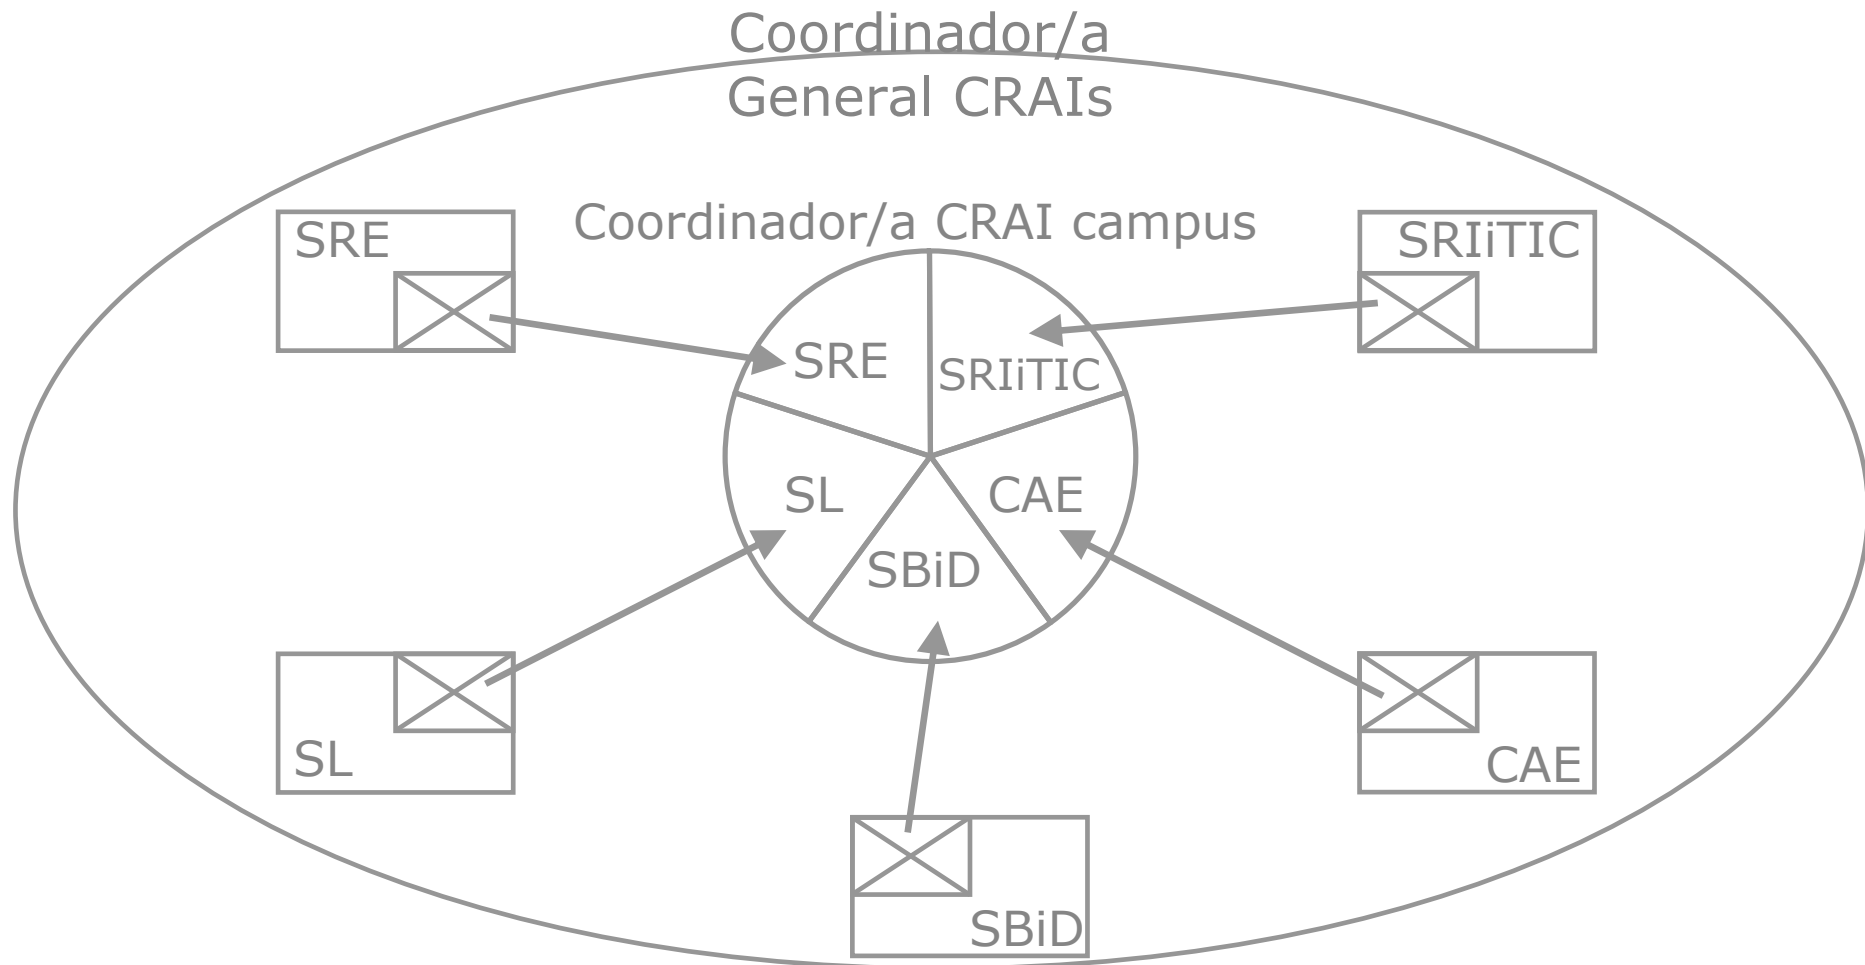 Coordinador/a
General CRAIs
Coordinador/a CRAI campus
SRE
SRIiTIC
SRE
SRIiTIC
SL
CAE
SBiD
SL
CAE
SBiD